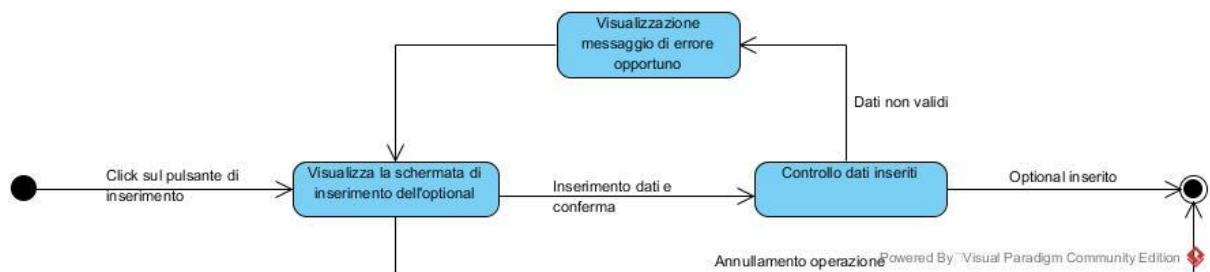 Visualizzazione
messaggio di errore
opportuno
Dati non validi
Click sul pulsante di
inserimento
Visualizza la schermata di
inserimento dell'optional
Inserimento dati e
conferma
Controllo dati inseriti
Optional inserito
Annullamento operazione
Powered By Visual Paradigm Community Edition